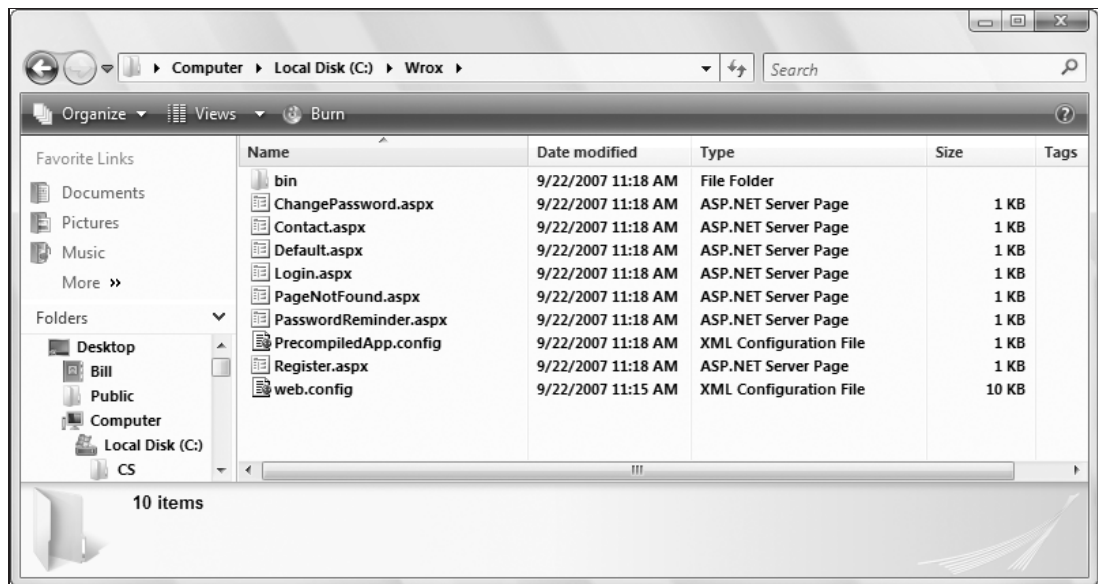 Computer Local Disk (C:) Wrox
Search
Organize Views Burn
Favorite Links
Documents
Pictures
Music
More »
Folders
Desktop
Bill
Public
Computer
Local Disk (C:)
CS
Name Date modified Type Size Tags
bin 9/22/2007 11:18 AM File Folder
ChangePassword.aspx 9/22/2007 11:18 AM ASP.NET Server Page 1 KB
Contact.aspx 9/22/2007 11:18 AM ASP.NET Server Page 1 KB
Default.aspx 9/22/2007 11:18 AM ASP.NET Server Page 1 KB
Login.aspx 9/22/2007 11:18 AM ASP.NET Server Page 1 KB
PageNotFound.aspx 9/22/2007 11:18 AM ASP.NET Server Page 1 KB
PasswordReminder.aspx 9/22/2007 11:18 AM ASP.NET Server Page 1 KB
PrecompiledApp.config 9/22/2007 11:18 AM XML Configuration File 1 KB
Register.aspx 9/22/2007 11:18 AM ASP.NET Server Page 1 KB
web.config 9/22/2007 11:15 AM XML Configuration File 10 KB
10 items